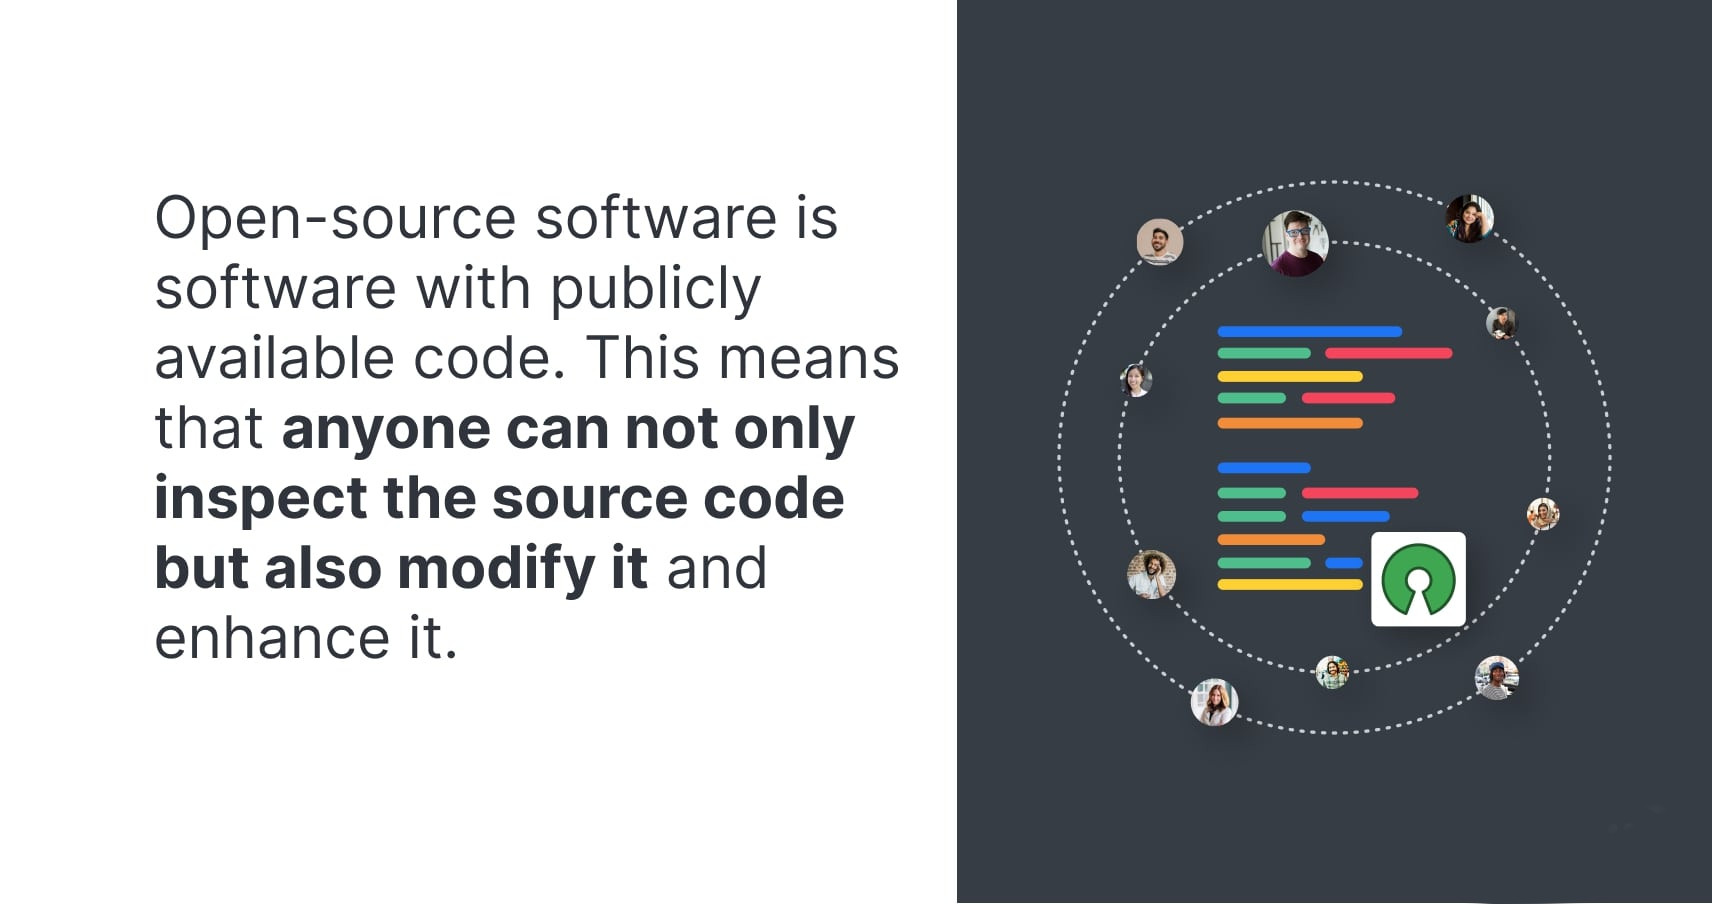 Open-source software is
software with publicly
available code. This means
that anyone can not only
inspect the source code
but also modify it and
enhance it.